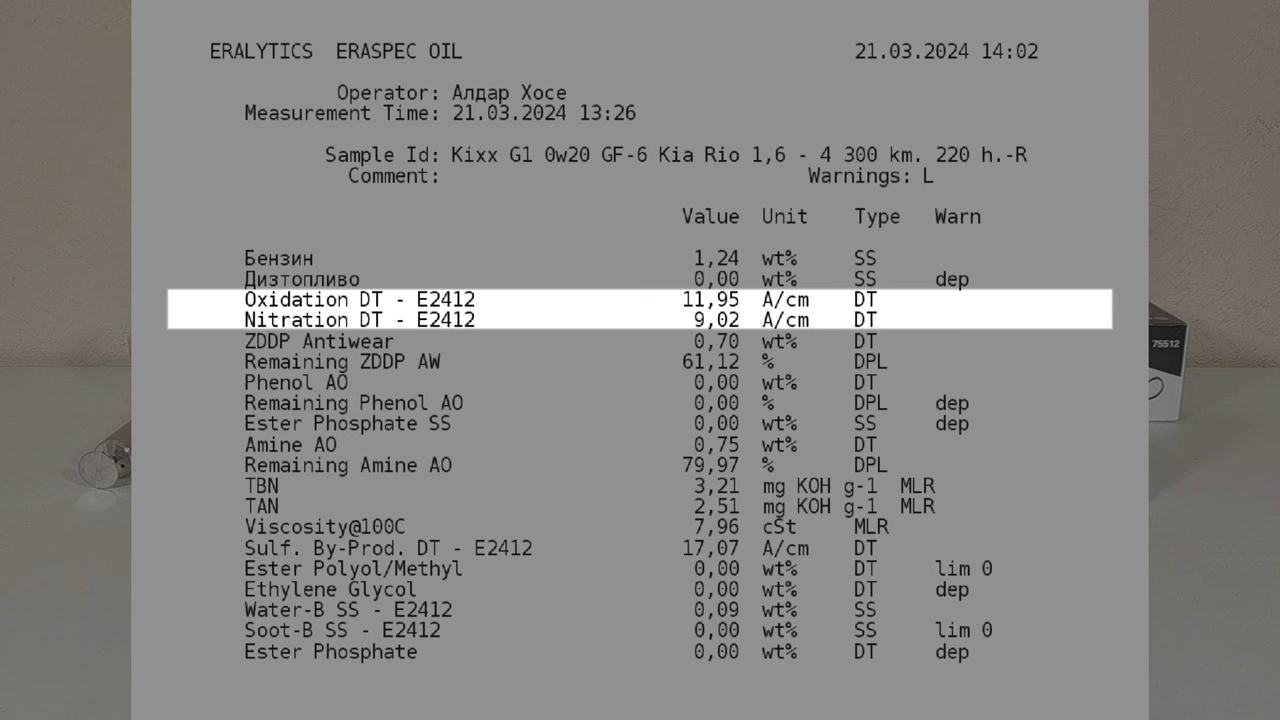 ERALYTICS ERASPEC OIL 21.03.2024 14:02
Operator: Алдар Хосе
Measurement Time: 21.03.2024 13:26
Sample Id: Kixx G1 0w20 GF-6 Kia Rio 1,6 - 4 300 km. 220 h.-R
Comment: Warnings: L
Value Unit Type Warn
Бензин 1,24 wt% SS
Дизтопливо 0,00 wt% SS dep
Oxidation DT - E2412 11,95 A/cm DT
Nitration DT - E2412 9,02 A/cm DT
ZDDP Antiwear 0,70 wt% DT
Remaining ZDDP AW 61,12 % DPL
Phenol AO 0,00 wt% DT
Remaining Phenol AO 0,00 % DPL dep
Ester Phosphate SS 0,00 wt% SS dep
Amine AO 0,75 wt% DT
Remaining Amine AO 79,97 % DPL
TBN 3,21 mg KOH g-1 MLR
TAN 2,51 mg KOH g-1 MLR
Viscosity@100C 7,96 cSt MLR
Sulf. By-Prod. DT - E2412 17,07 A/cm DT
Ester Polyol/Methyl 0,00 wt% DT lim 0
Ethylene Glycol 0,00 wt% DT dep
Water-B SS - E2412 0,09 wt% SS
Soot-B SS - E2412 0,00 wt% SS lim 0
Ester Phosphate 0,00 wt% DT dep
75512